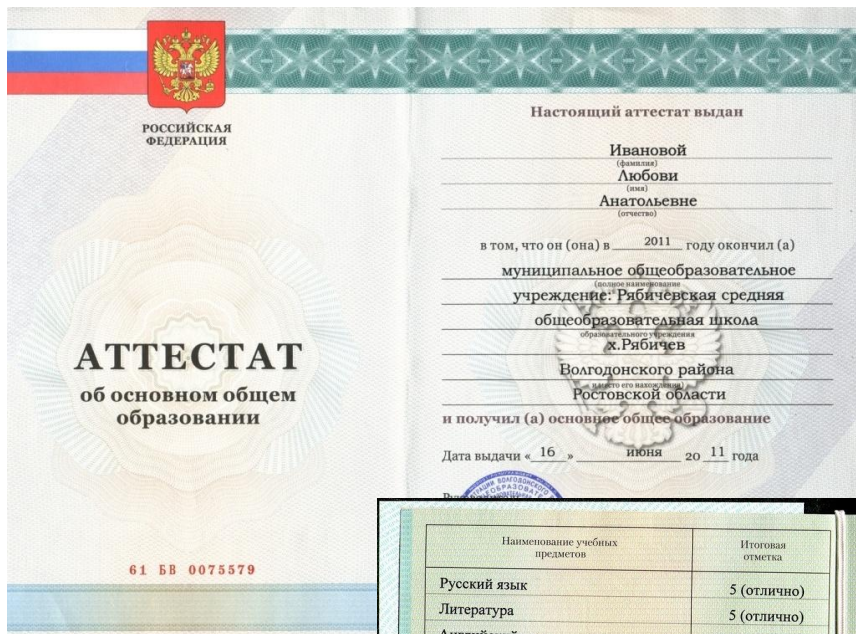 РОССИЙСКАЯ
ФЕДЕРАЦИЯ
АТТЕСТАТ
об основном общем
образовании
61 БВ 0075579
Настоящий аттестат выдан
Ивановой
(фамилия)
Любови
(имя)
Анатольевне
(отчество)
в том, что он (она) в 2011 году окончил (а)
муниципальное общеобразовательное
(полное наименование
учреждение: Рябичевская средняя
общеобразовательная школа
образовательного учреждения
х.Рябичев
Волгодонского района
и место его нахождения)
Ростовской области
и получил (а) основное общее образование
Дата выдачи « 16 » июня 20 11 года
Наименование учебных
предметов
Итоговая
отметка
Русский язык 5 (отлично)
Литература 5 (отлично)